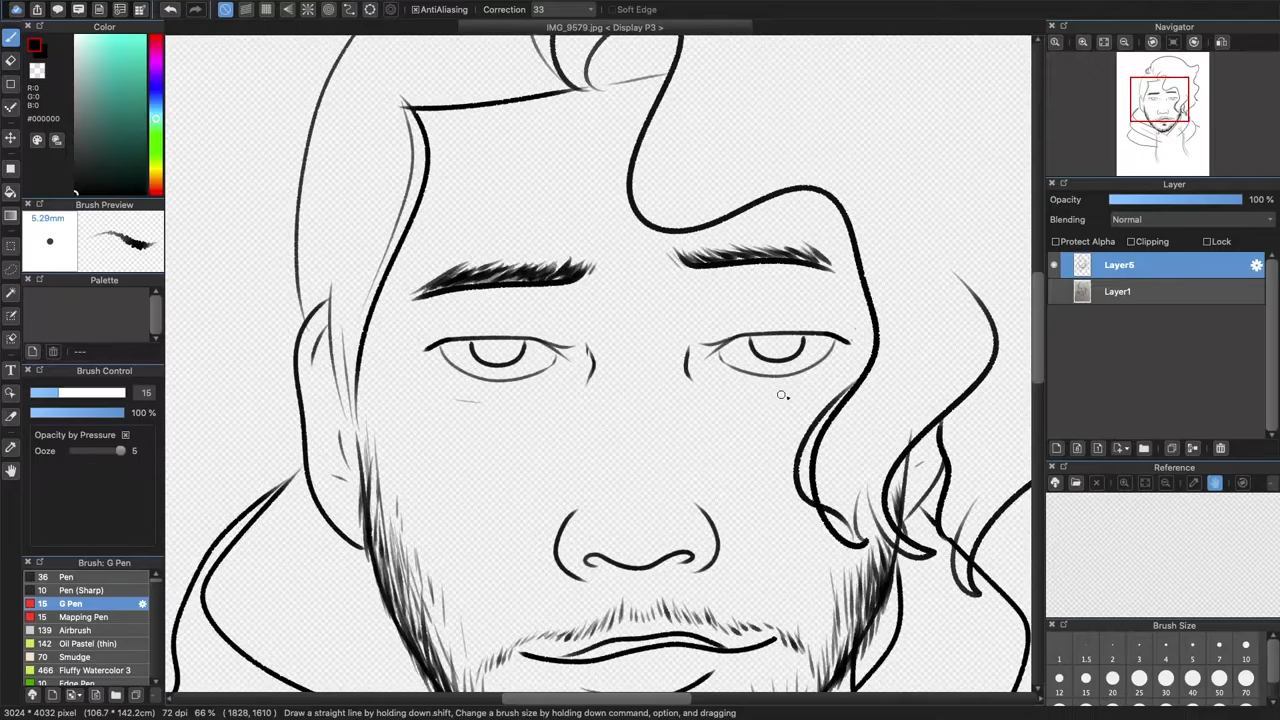 AntiAliasing
Correction
33
Soft Edge
Color
IMG_9579.jpg < Display P3 >
Navigator
R:0
G:0
B:0
#000000
Brush Preview
5.29mm
Palette
---
Brush Control
15
100 %
Opacity by Pressure
Ooze
5
Brush: G Pen
36 Pen
10 Pen (Sharp)
15 G Pen
15 Mapping Pen
139 Airbrush
142 Oil Pastel (thin)
70 Smudge
466 Fluffy Watercolor 3
10 Edge Pen
Layer
Opacity
100 %
Blending
Normal
Protect Alpha
Clipping
Lock
Layer5
Layer1
Reference
Brush Size
1 1.5 2 3 4 5 7 10
12 15 20 25 30 40 50 70
3024 * 4032 pixel (106.7 * 142.2cm) 72 dpi 66 % ( 1828, 1610 ) Draw a straight line by holding down shift, Change a brush size by holding down command, option, and dragging